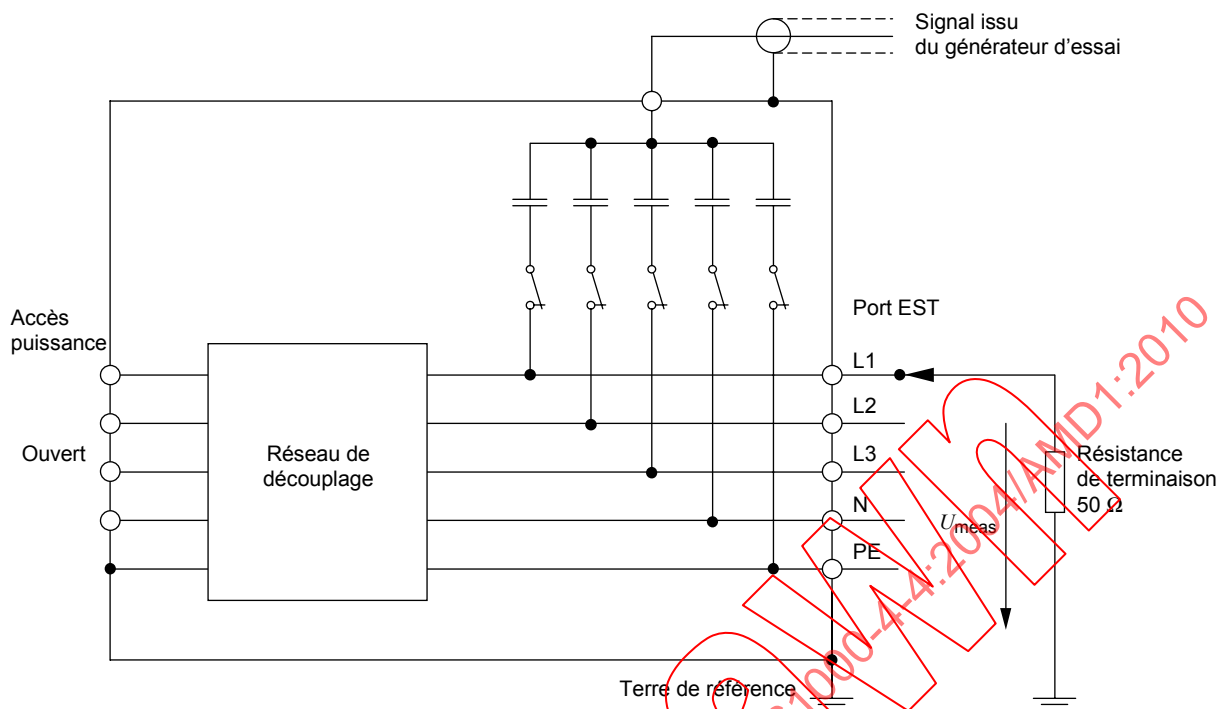 Signal issu
du générateur d'essai
Accès
puissance
Port EST
L1
L2
Ouvert
Réseau de
découplage
L3
Résistance
de terminaison
50 Ω
N
Umeas
PE
Terre de référence
61000-4-4:2004/AMD1:2010